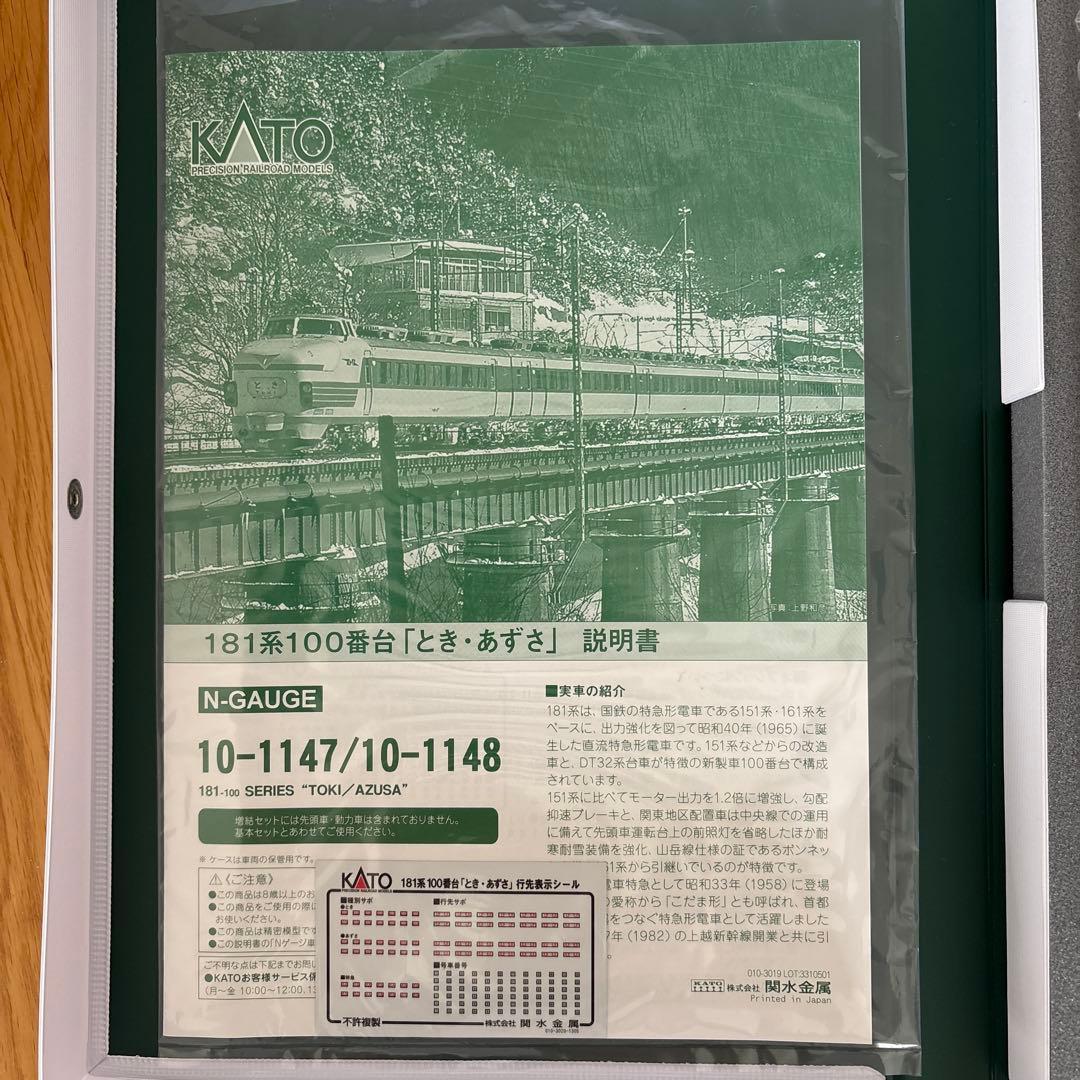 KATO
PRECISION RAILROAD MODELS
写真：上野和
181系100番台「とき・あずさ」 説明書
N-GAUGE
10-1147/10-1148
181-100 SERIES "TOKI/AZUSA"
増結セットには先頭車・動力車は含まれておりません。
基本セットとあわせてご使用ください。
※ ケースは車両の保管用です。
⚠〈ご注意〉
●この商品は8歳以上のお
●この商品をご使用の際に
お使いください。
●この商品は精密模型です
●この説明書の「Nゲージ車
ご不明な点は下記までお問い
●KATOお客様サービス係
(月～金 10:00～12:00、13
■実車の紹介
181系は、国鉄の特急形電車である151系・161系を
ベースに、出力強化を図って昭和40年（1965）に誕
生した直流特急形電車です。151系などからの改造
車と、DT32系台車が特徴の新製車100番台で構成
されています。
151系に比べてモーター出力を1.2倍に増強し、勾配
抑速ブレーキと、関東地区配置車は中央線での運用
に備えて先頭車運転台上の前照灯を省略したほか耐
寒耐雪装備を強化、山岳線仕様の証であるボンネッ
61系から引継いでいるのが特徴です。
電車特急として昭和33年（1958）に登場
の愛称から「こだま形」とも呼ばれ、首都
をつなぐ特急形電車として活躍しました
7年（1982）の上越新幹線開業と共に引
010-3019 LOT:3310501
KATO 株式会社 関水金属
Printed in Japan
KATO
PRECISION RAILROAD MODELS
181系100番台「とき・あずさ」行先表示シール
■種別サボ
●とき
●あずさ
■特急
■行先サボ
■号車番号
不許複製
株式会社 関水金属